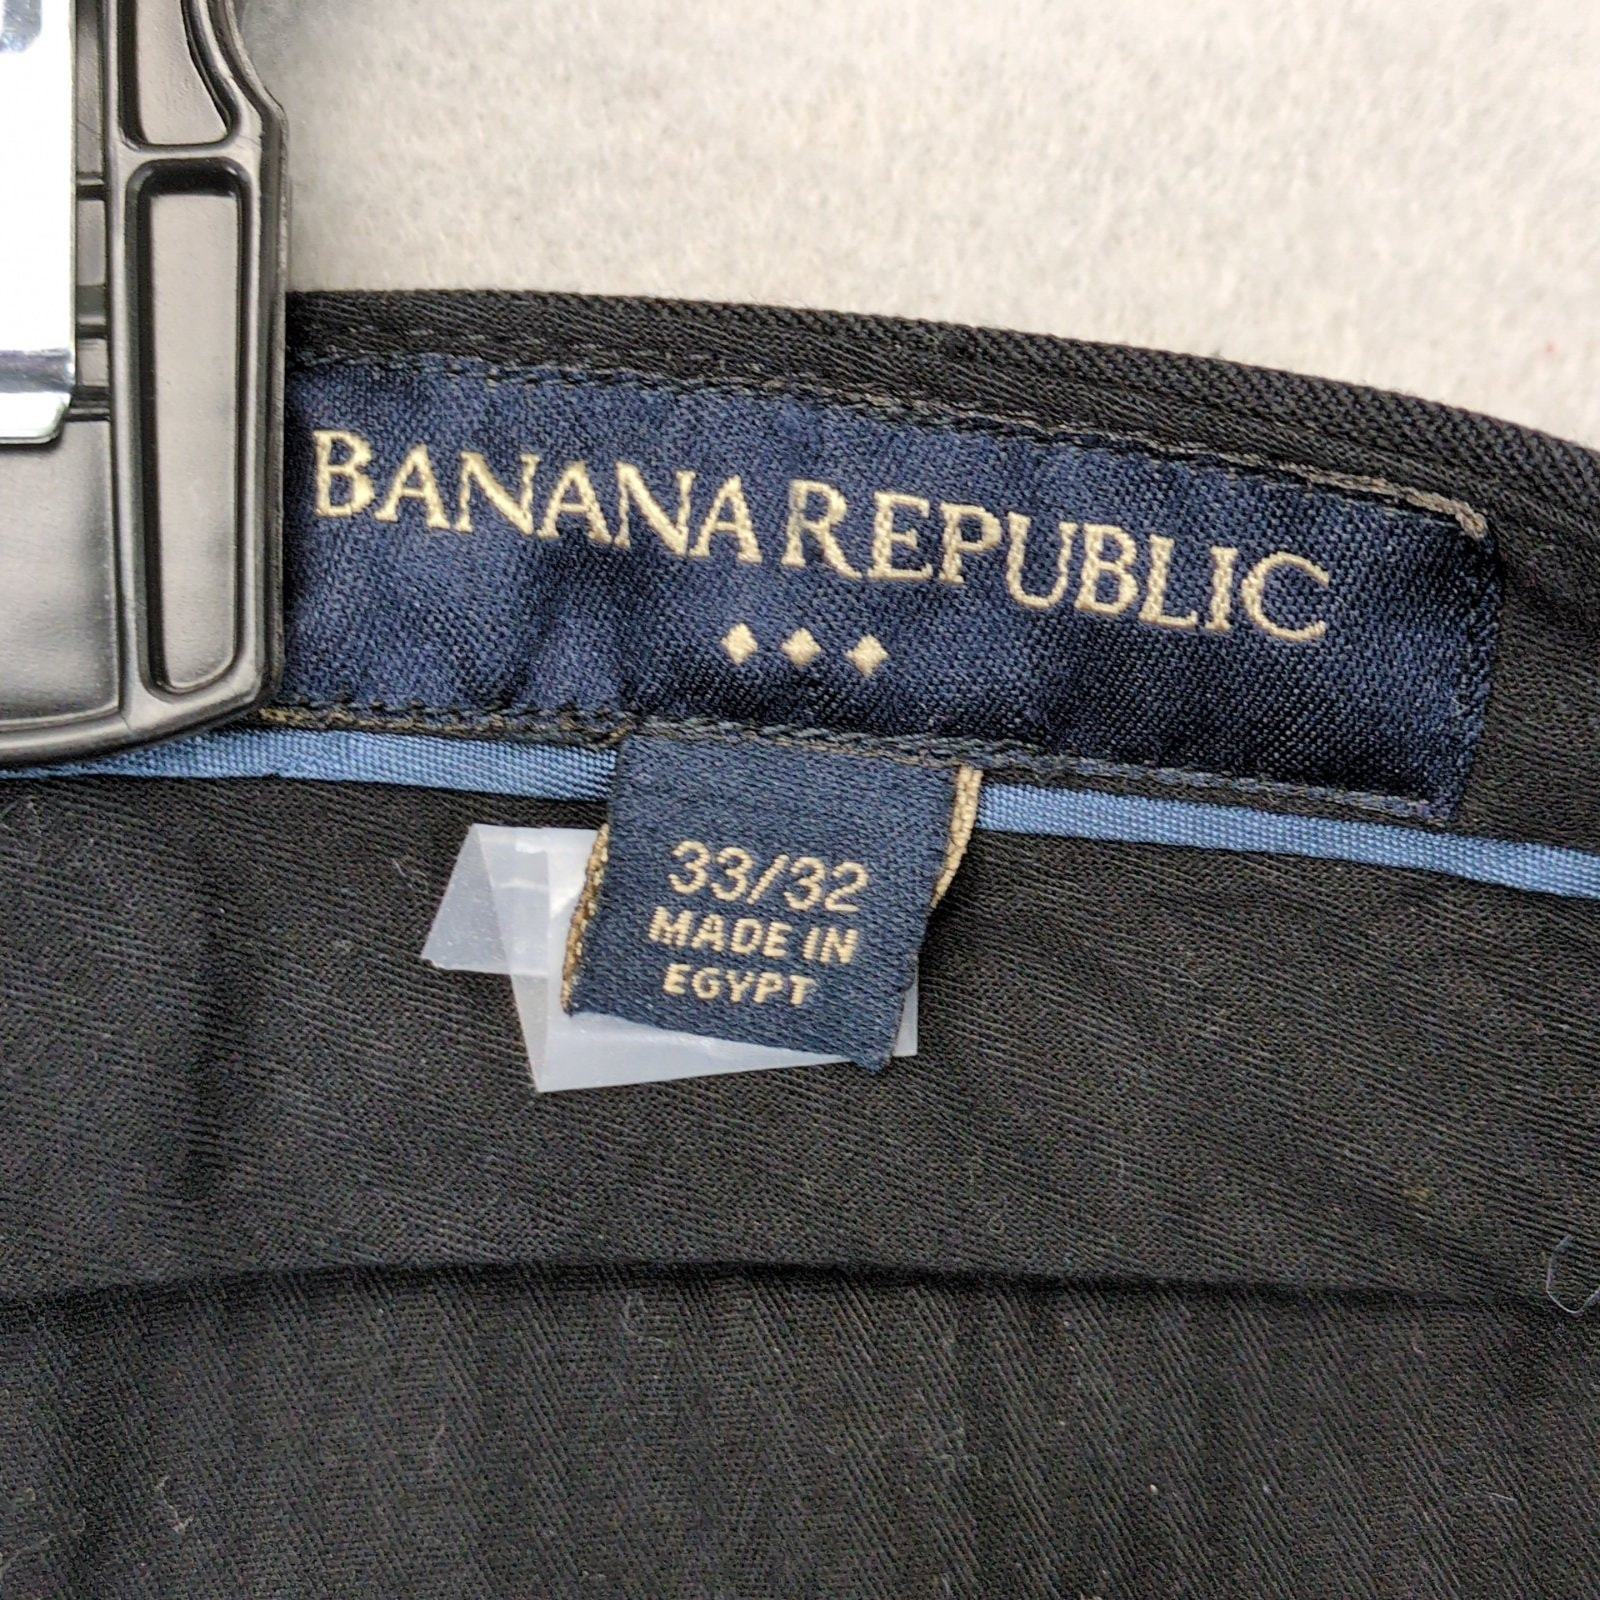 BANANA REPUBLIC
33/32
MADE IN
EGYPT